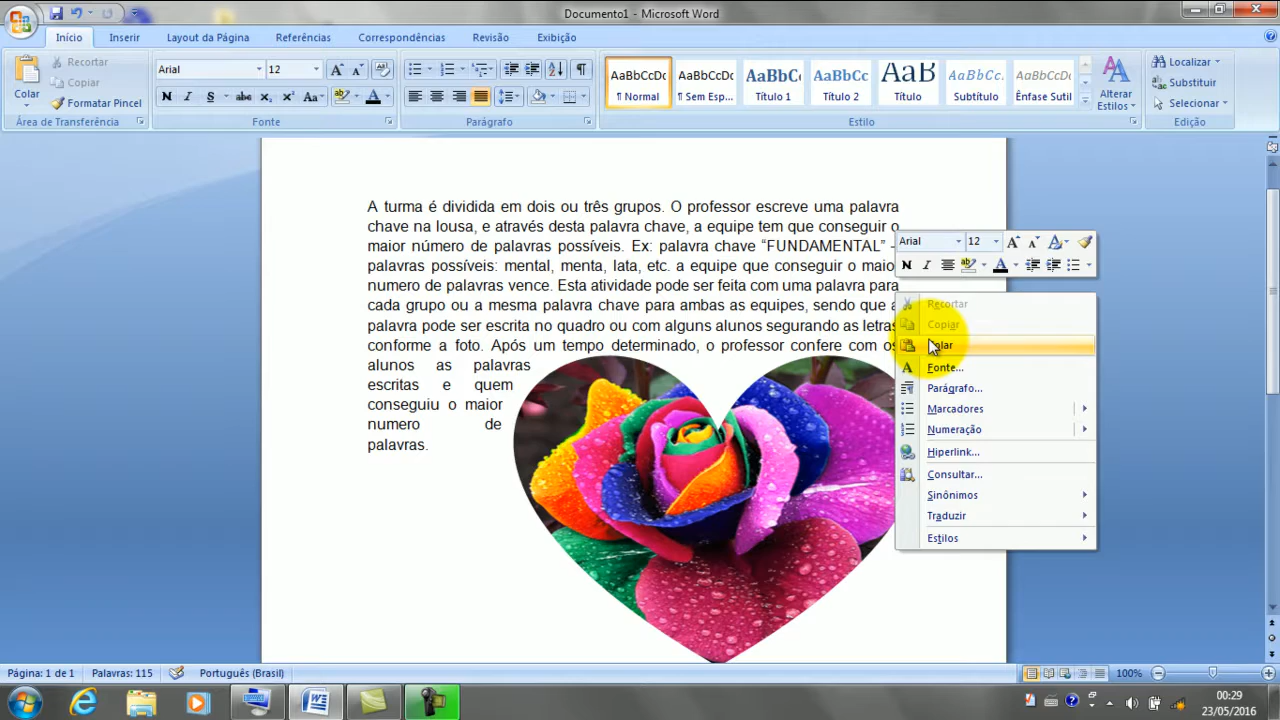 Documento1 - Microsoft Word
Início Inserir Layout da Página Referências Correspondências Revisão Exibição
Colar
Recortar
Copiar
Formatar Pincel
Área de Transferência
Arial 12
N I S abc x₂ x² Aa
Fonte
Parágrafo
AaBbCcDc AaBbCcDc AaBbC AaBbCc AaB AaBbCc. AaBbCcDc
¶ Normal ¶ Sem Esp... Título 1 Título 2 Título Subtítulo Ênfase Sutil
Alterar
Estilos
Estilo
Localizar
Substituir
Selecionar
Edição
A turma é dividida em dois ou três grupos. O professor escreve uma palavra
chave na lousa, e através desta palavra chave, a equipe tem que conseguir o
maior número de palavras possíveis. Ex: palavra chave “FUNDAMENTAL” -
palavras possíveis: mental, menta, lata, etc. a equipe que conseguir o maio
numero de palavras vence. Esta atividade pode ser feita com uma palavra para
cada grupo ou a mesma palavra chave para ambas as equipes, sendo que a
palavra pode ser escrita no quadro ou com alguns alunos segurando as letras
conforme a foto. Após um tempo determinado, o professor confere com os
alunos as palavras
escritas e quem
conseguiu o maior
numero de
palavras.
Arial 12
N I A
Recortar
Copiar
Colar
Fonte...
Parágrafo...
Marcadores
Numeração
Hiperlink...
Consultar...
Sinônimos
Traduzir
Estilos
Página: 1 de 1 Palavras: 115 Português (Brasil) 100%
00:29
23/05/2016